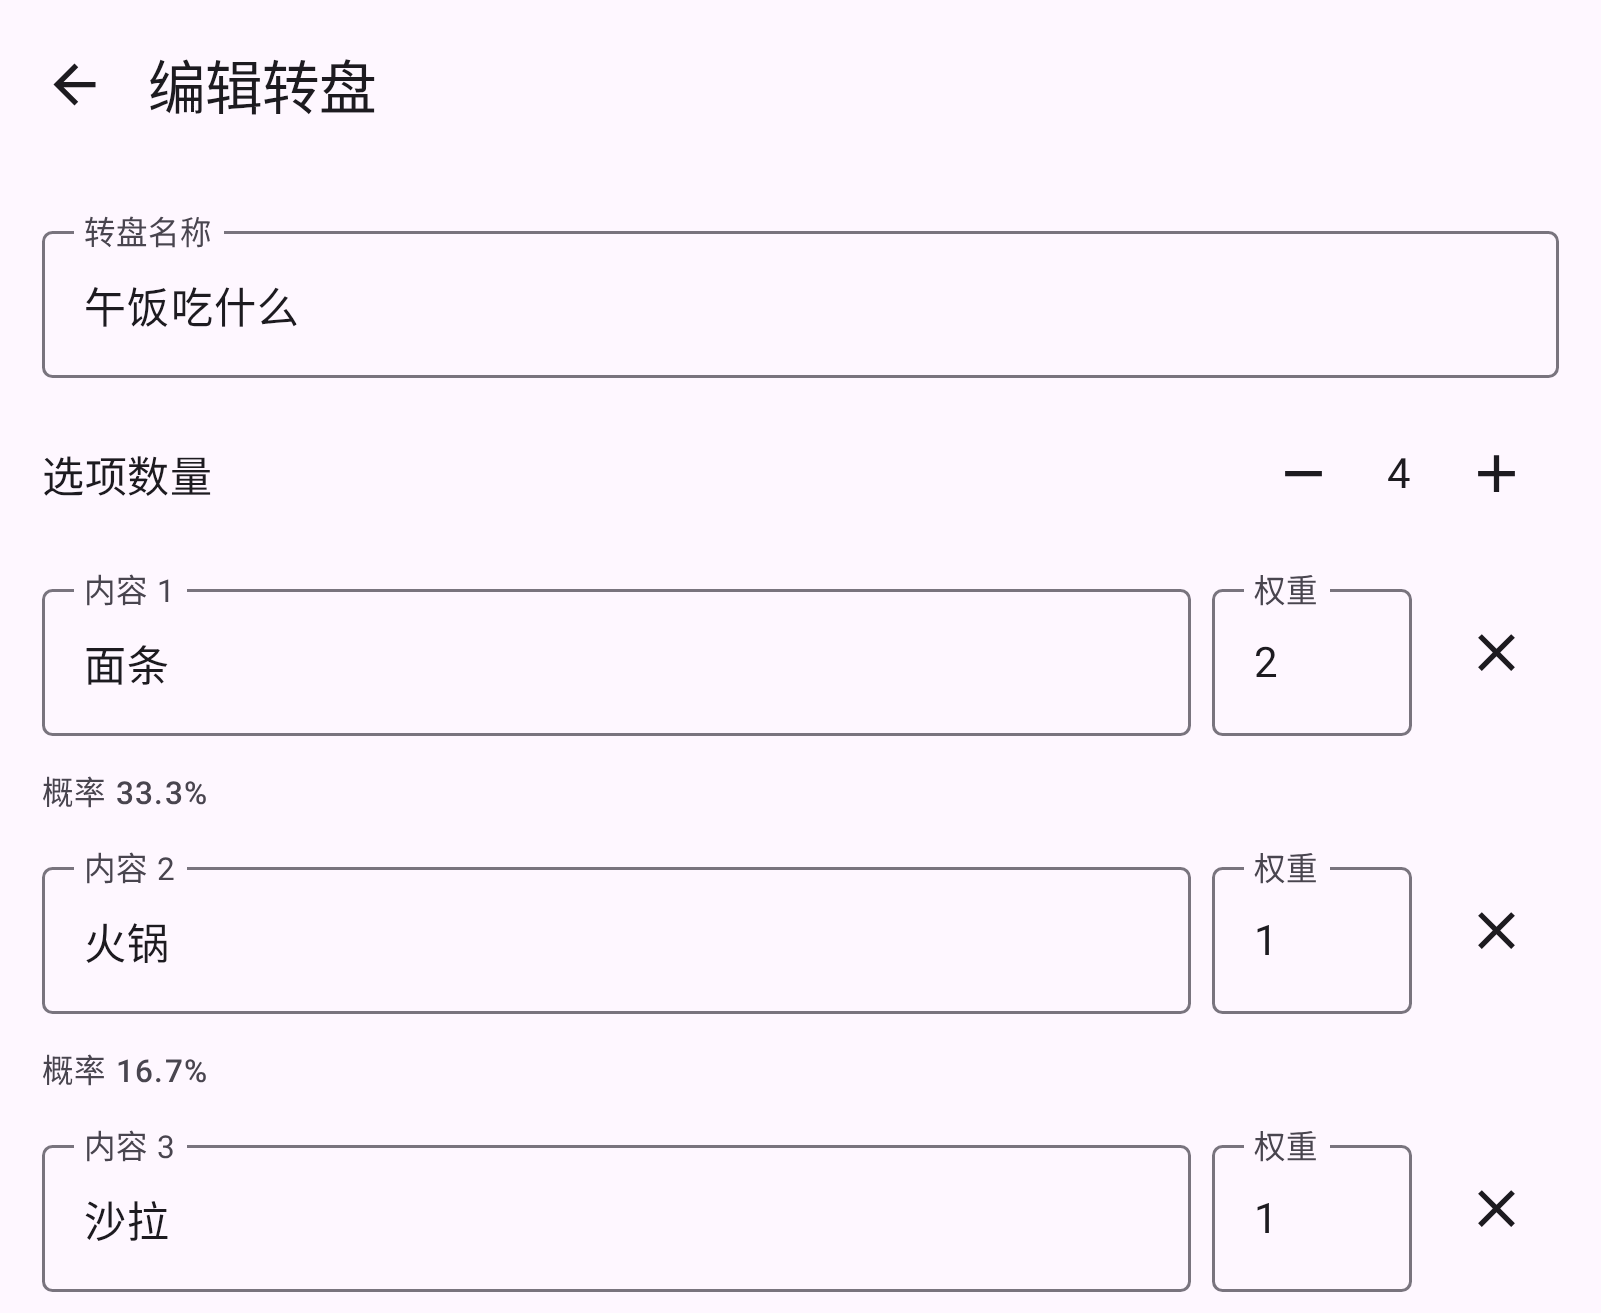 编辑转盘
转盘名称
午饭吃什么
选项数量 4
内容 1 权重
面条 2
概率 33.3%
内容 2 权重
火锅 1
概率 16.7%
内容 3 权重
沙拉 1